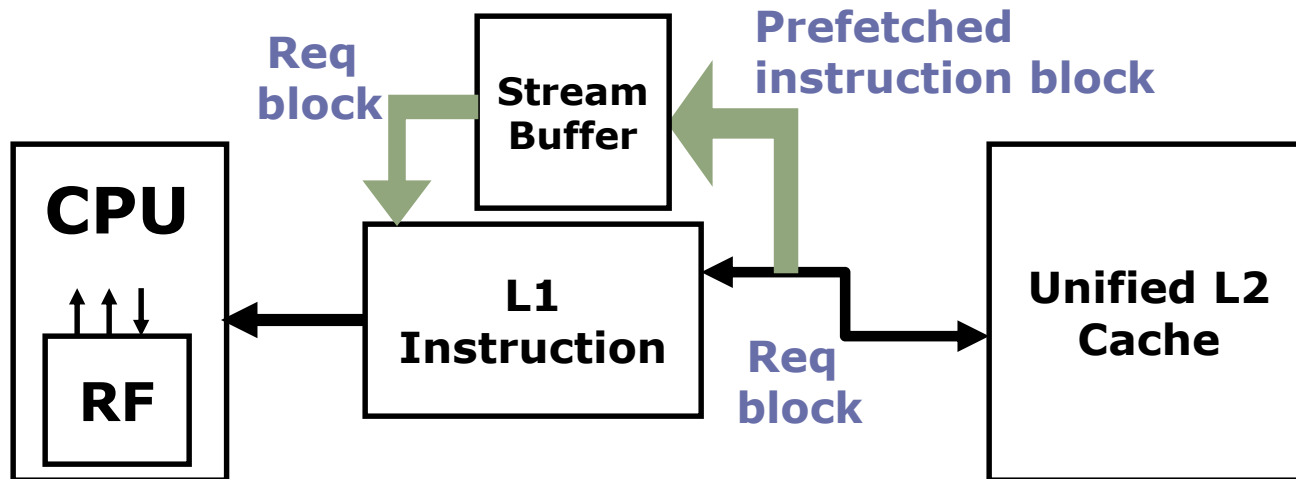 Req
block
Stream
Buffer
Prefetched
instruction block
CPU
RF
L1
Instruction
Req
block
Unified L2
Cache